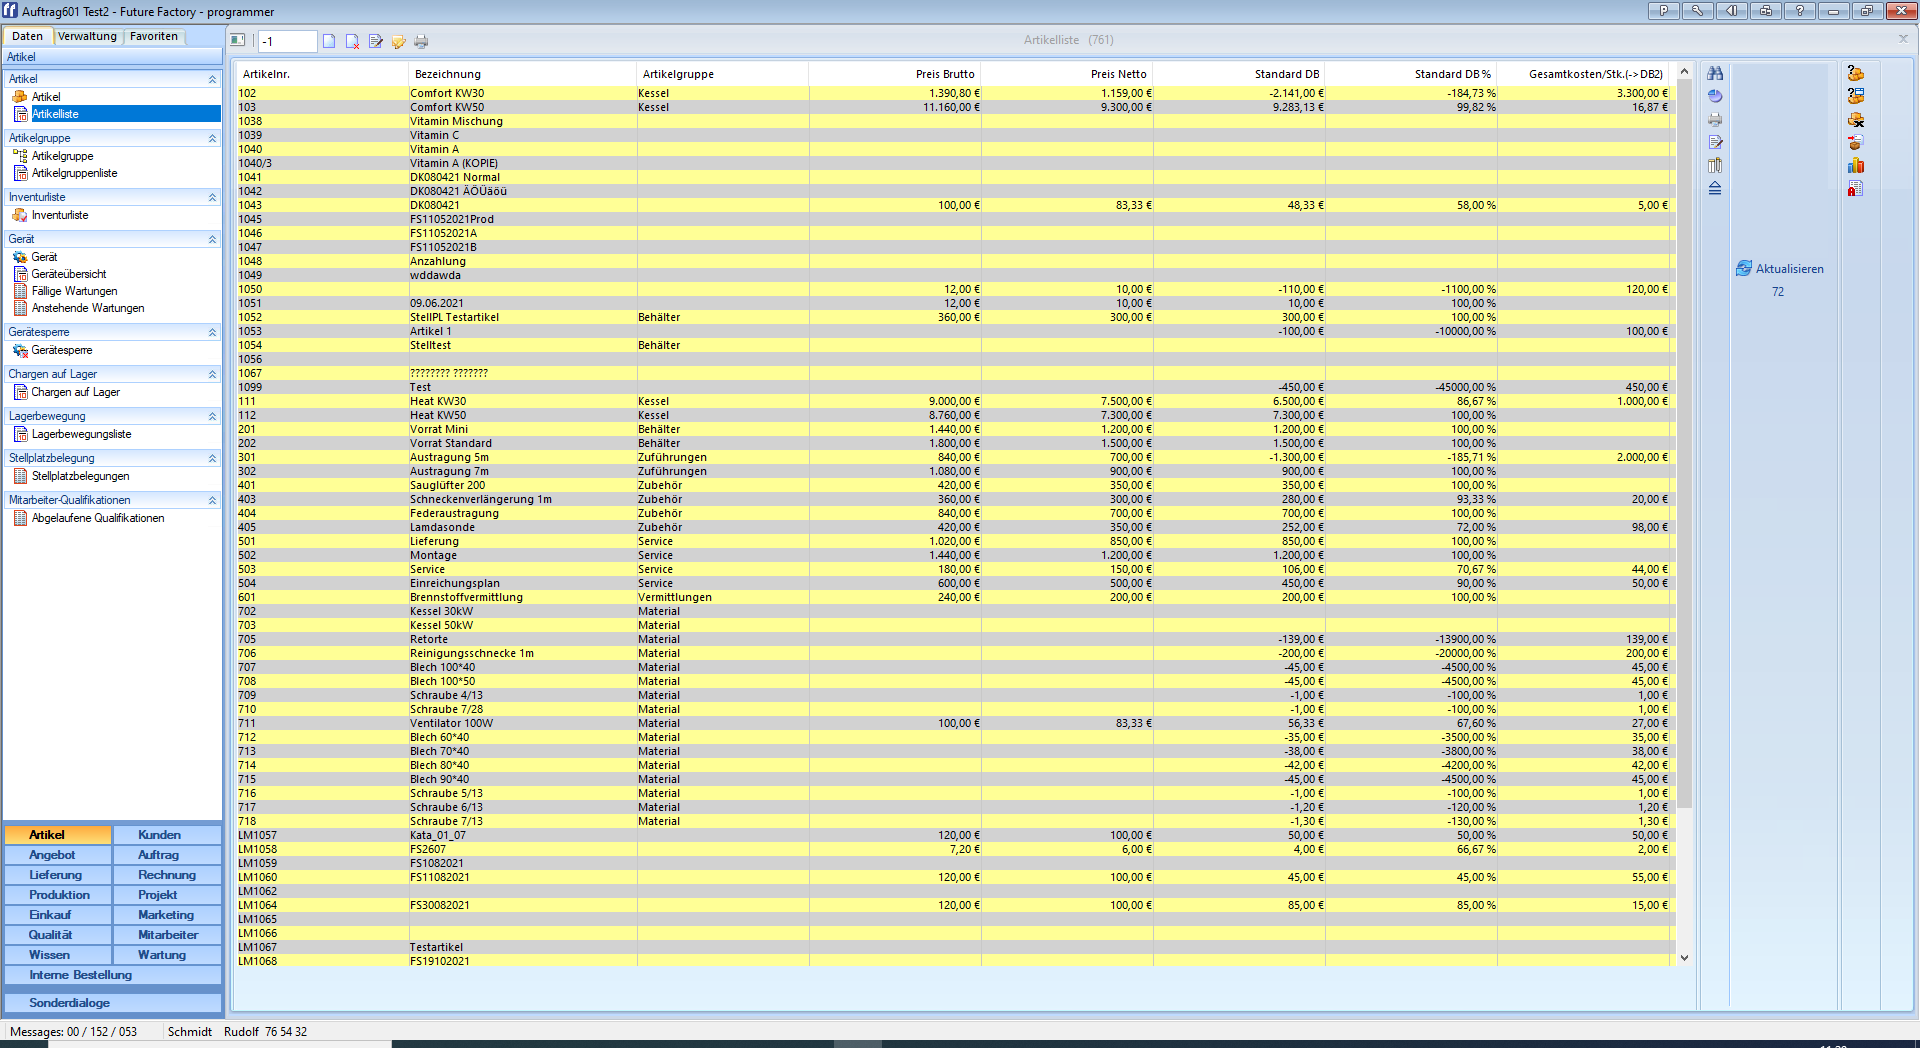 Auftrag601 Test2 - Future Factory - programmer
Daten Verwaltung Favoriten
-1
Artikelliste (761)
Artikel
Artikel
Artikel
Artikelliste
Artikelgruppe
Artikelgruppe
Artikelgruppenliste
Inventurliste
Inventurliste
Gerät
Gerät
Geräteübersicht
Fällige Wartungen
Anstehende Wartungen
Gerätesperre
Gerätesperre
Chargen auf Lager
Chargen auf Lager
Lagerbewegung
Lagerbewegungsliste
Stellplatzbelegung
Stellplatzbelegungen
Mitarbeiter-Qualifikationen
Abgelaufene Qualifikationen
Artikel Kunden
Angebot Auftrag
Lieferung Rechnung
Produktion Projekt
Einkauf Marketing
Qualität Mitarbeiter
Wissen Wartung
Interne Bestellung
Sonderdialoge
Artikelnr. Bezeichnung Artikelgruppe Preis Brutto Preis Netto Standard DB Standard DB% Gesamtkosten/Stk.(-> DB2)
102 Comfort KW30 Kessel 1.390,80 € 1.159,00 € -2.141,00 € -184,73 % 3.300,00 €
103 Comfort KW50 Kessel 11.160,00 € 9.300,00 € 9.283,13 € 99,82 % 16,87 €
1038 Vitamin Mischung
1039 Vitamin C
1040 Vitamin A
1040/3 Vitamin A (KOPIE)
1041 DK080421 Normal
1042 DK080421 ÄÖÜäöü
1043 DK080421 100,00 € 83,33 € 48,33 € 58,00 % 5,00 €
1045 FS11052021Prod
1046 FS11052021A
1047 FS11052021B
1048 Anzahlung
1049 wddawda
1050 12,00 € 10,00 € -110,00 € -1100,00 % 120,00 €
1051 09.06.2021 12,00 € 10,00 € 10,00 € 100,00 %
1052 StellPL Testartikel Behälter 360,00 € 300,00 € 300,00 € 100,00 %
1053 Artikel 1 -100,00 € -10000,00 % 100,00 €
1054 Stelltest Behälter
1056
1067 ???????? ???????
1099 Test -450,00 € -45000,00 % 450,00 €
111 Heat KW30 Kessel 9.000,00 € 7.500,00 € 6.500,00 € 86,67 % 1.000,00 €
112 Heat KW50 Kessel 8.760,00 € 7.300,00 € 7.300,00 € 100,00 %
201 Vorrat Mini Behälter 1.440,00 € 1.200,00 € 1.200,00 € 100,00 %
202 Vorrat Standard Behälter 1.800,00 € 1.500,00 € 1.500,00 € 100,00 %
301 Austragung 5m Zuführungen 840,00 € 700,00 € -1.300,00 € -185,71 % 2.000,00 €
302 Austragung 7m Zuführungen 1.080,00 € 900,00 € 900,00 € 100,00 %
401 Sauglüfter 200 Zubehör 420,00 € 350,00 € 350,00 € 100,00 %
403 Schneckenverlängerung 1m Zubehör 360,00 € 300,00 € 280,00 € 93,33 % 20,00 €
404 Federaustragung Zubehör 840,00 € 700,00 € 700,00 € 100,00 %
405 Lamdasonde Zubehör 420,00 € 350,00 € 252,00 € 72,00 % 98,00 €
501 Lieferung Service 1.020,00 € 850,00 € 850,00 € 100,00 %
502 Montage Service 1.440,00 € 1.200,00 € 1.200,00 € 100,00 %
503 Service Service 180,00 € 150,00 € 106,00 € 70,67 % 44,00 €
504 Einreichungsplan Service 600,00 € 500,00 € 450,00 € 90,00 % 50,00 €
601 Brennstoffvermittlung Vermittlungen 240,00 € 200,00 € 200,00 € 100,00 %
702 Kessel 30kW Material
703 Kessel 50kW Material
705 Retorte Material -139,00 € -13900,00 % 139,00 €
706 Reinigungsschnecke 1m Material -200,00 € -20000,00 % 200,00 €
707 Blech 100*40 Material -45,00 € -4500,00 % 45,00 €
708 Blech 100*50 Material -45,00 € -4500,00 % 45,00 €
709 Schraube 4/13 Material -1,00 € -100,00 % 1,00 €
710 Schraube 7/28 Material -1,00 € -100,00 % 1,00 €
711 Ventilator 100W Material 100,00 € 83,33 € 56,33 € 67,60 % 27,00 €
712 Blech 60*40 Material -35,00 € -3500,00 % 35,00 €
713 Blech 70*40 Material -38,00 € -3800,00 % 38,00 €
714 Blech 80*40 Material -42,00 € -4200,00 % 42,00 €
715 Blech 90*40 Material -45,00 € -4500,00 % 45,00 €
716 Schraube 5/13 Material -1,00 € -100,00 % 1,00 €
717 Schraube 6/13 Material -1,20 € -120,00 % 1,20 €
718 Schraube 7/13 Material -1,30 € -130,00 % 1,30 €
LM1057 Kata_01_07 120,00 € 100,00 € 50,00 € 50,00 % 50,00 €
LM1058 FS2607 7,20 € 6,00 € 4,00 € 66,67 % 2,00 €
LM1059 FS1082021
LM1060 FS11082021 120,00 € 100,00 € 45,00 € 45,00 % 55,00 €
LM1062
LM1064 FS30082021 120,00 € 100,00 € 85,00 € 85,00 % 15,00 €
LM1065
LM1066
LM1067 Testartikel
LM1068 FS19102021
Aktualisieren
72
Messages: 00 / 152 / 053 Schmidt Rudolf 76 54 32